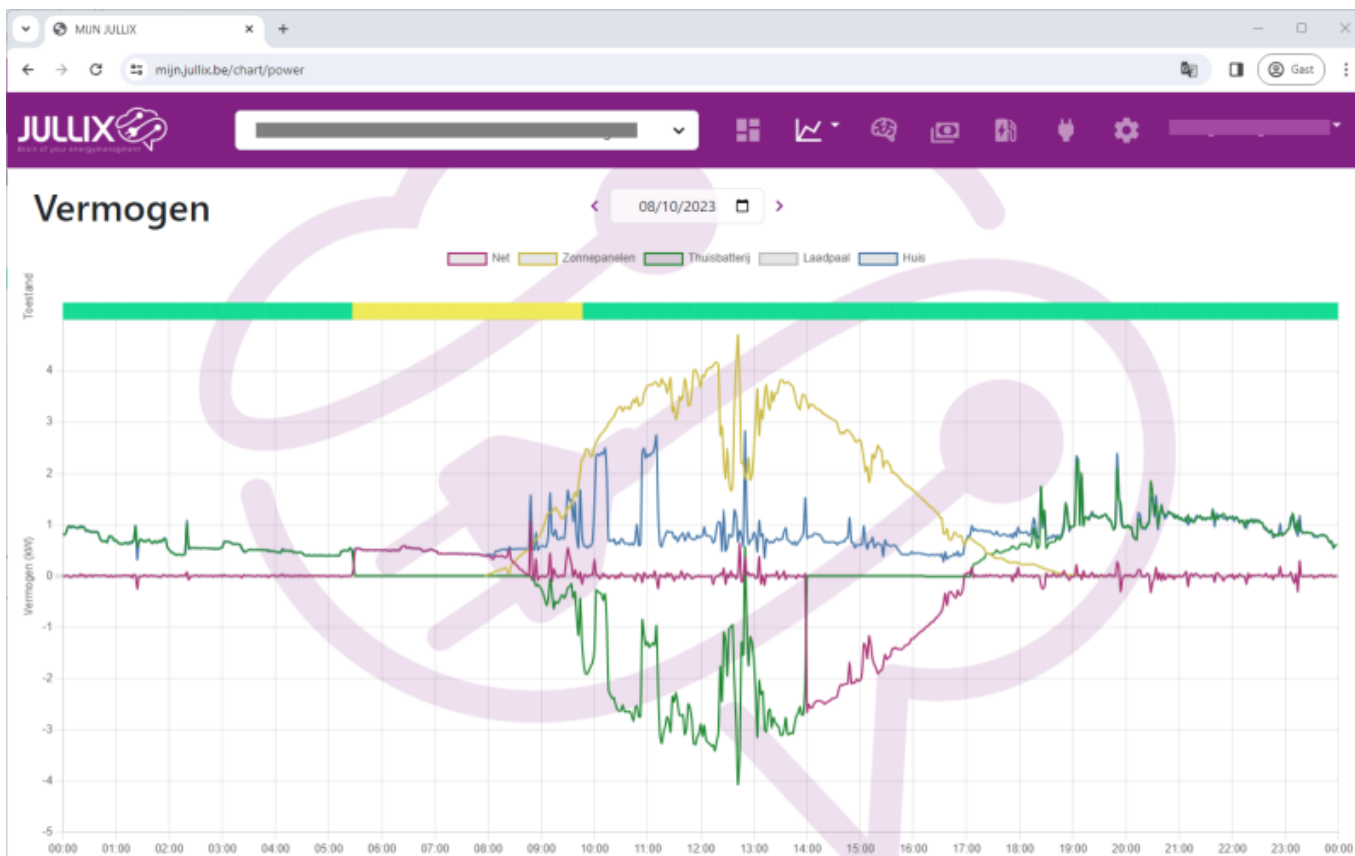 MIJN JULLIX
mijn.jullix.be/chart/power
Gast
JULLIX
Brain of your energymanagment
Vermogen
08/10/2023
Net Zonnepanelen Thuisbatterij Laadpaal Huis
Toestand
Vermogen (kW)
4
3
2
1
0
-1
-2
-3
-4
-5
00:00 01:00 02:00 03:00 04:00 05:00 06:00 07:00 08:00 09:00 10:00 11:00 12:00 13:00 14:00 15:00 16:00 17:00 18:00 19:00 20:00 21:00 22:00 23:00 00:00